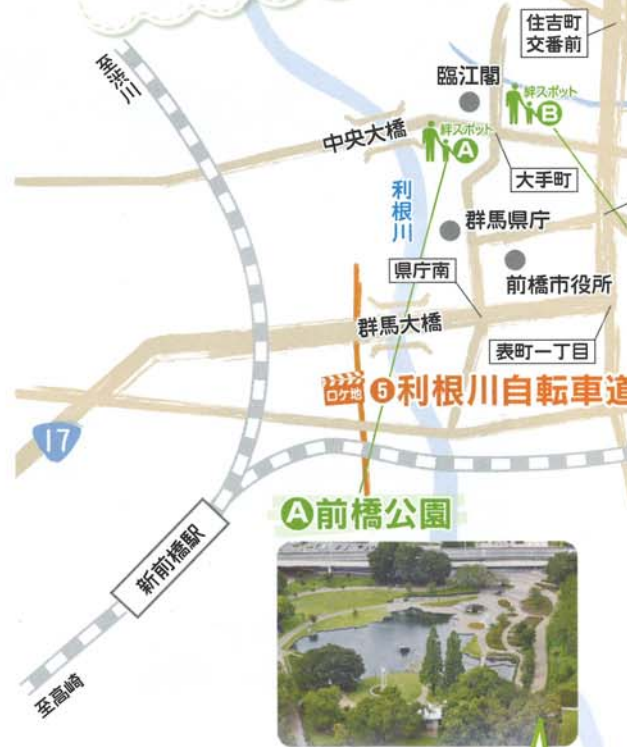 住吉町
交番前
至渋川
臨江閣
絆スポット
B
中央大橋
絆スポット
A
大手町
利根川
群馬県庁
県庁南
前橋市役所
群馬大橋
表町一丁目
ロケ地 5 利根川自転車道
17
A 前橋公園
新前橋駅
至高崎